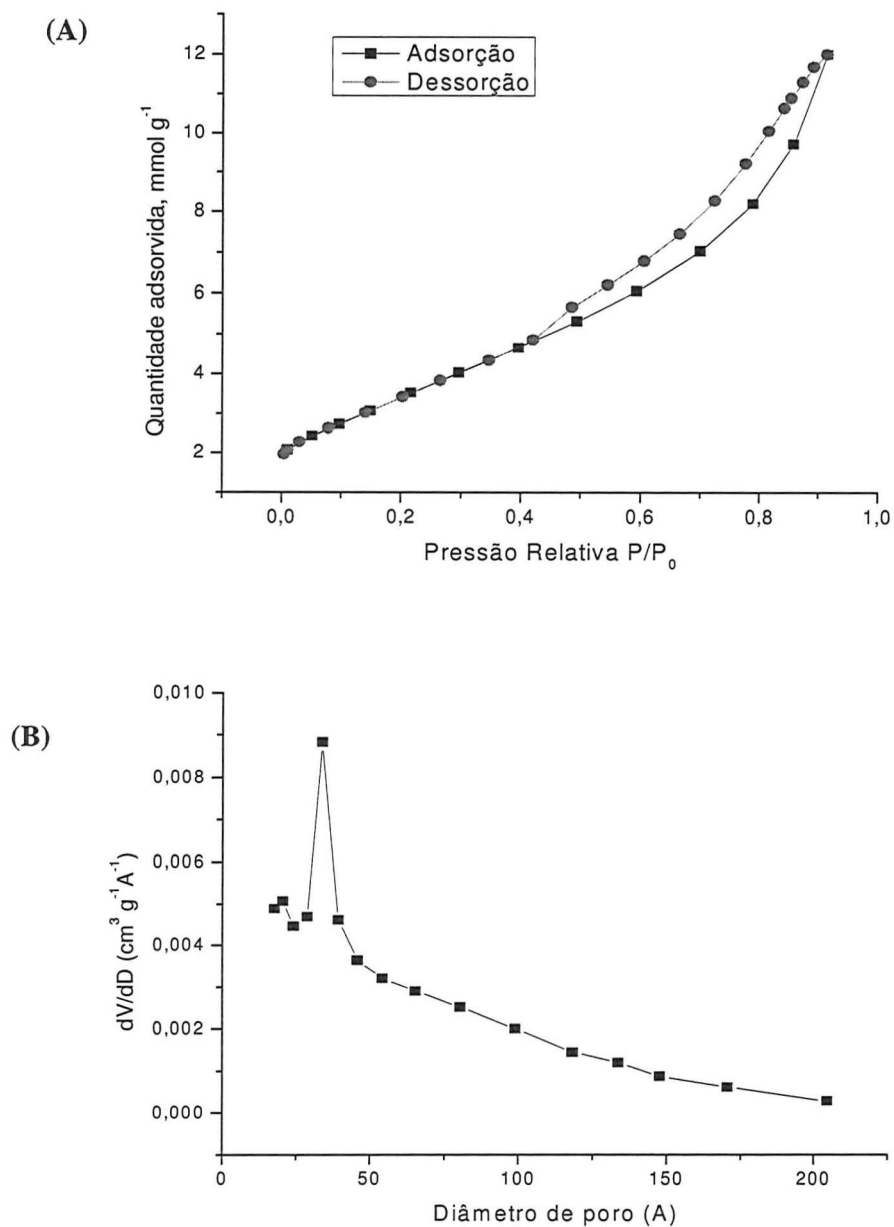 (A)
Adsorção
Dessorção
Quantidade adsorvida, mmol g⁻¹
12
10
8
6
4
2
0,0 0,2 0,4 0,6 0,8 1,0
Pressão Relativa P/P₀
(B)
dV/dD (cm³ g⁻¹A⁻¹)
0,010
0,008
0,006
0,004
0,002
0,000
0 50 100 150 200
Diâmetro de poro (A)